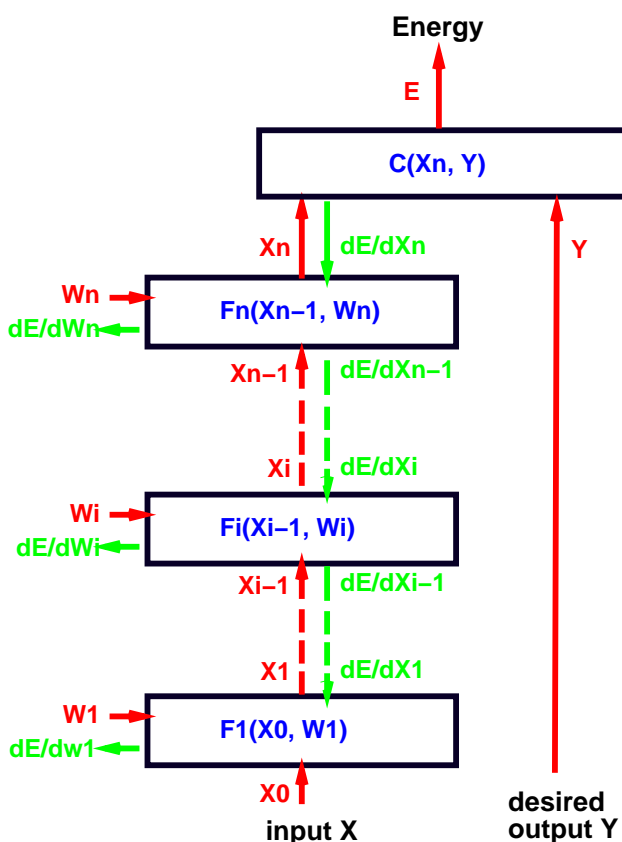 Energy
E
C(Xn, Y)
Xn
dE/dXn
Y
Wn
Fn(Xn−1, Wn)
dE/dWn
Xn−1
dE/dXn−1
Xi
dE/dXi
Wi
Fi(Xi−1, Wi)
dE/dWi
Xi−1
dE/dXi−1
X1
dE/dX1
W1
F1(X0, W1)
dE/dw1
X0
input X
desired
output Y